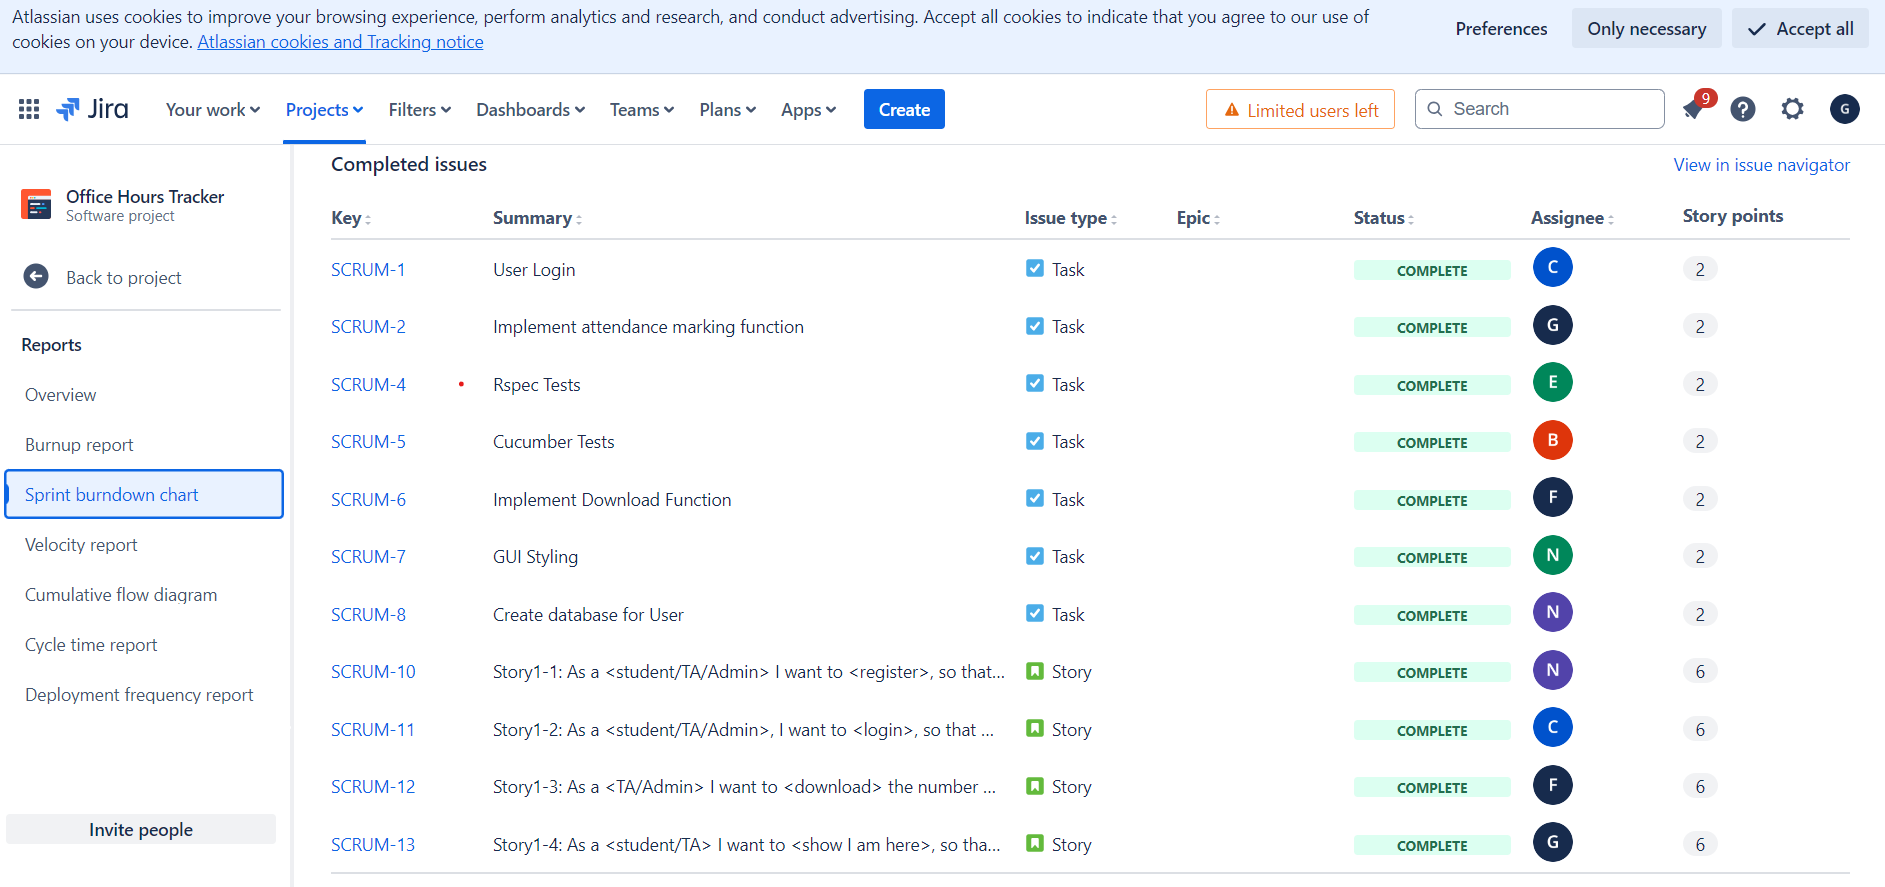 Atlassian uses cookies to improve your browsing experience, perform analytics and research, and conduct advertising. Accept all cookies to indicate that you agree to our use of
cookies on your device. Atlassian cookies and Tracking notice
Preferences
Only necessary
Accept all
Jira
Your work
Projects
Filters
Dashboards
Teams
Plans
Apps
Create
Limited users left
Search
9
G
Office Hours Tracker
Software project
Back to project
Reports
Overview
Burnup report
Sprint burndown chart
Velocity report
Cumulative flow diagram
Cycle time report
Deployment frequency report
Invite people
Completed issues
View in issue navigator
Key Summary Issue type Epic Status Assignee Story points
SCRUM-1 User Login Task COMPLETE C 2
SCRUM-2 Implement attendance marking function Task COMPLETE G 2
SCRUM-4 Rspec Tests Task COMPLETE E 2
SCRUM-5 Cucumber Tests Task COMPLETE B 2
SCRUM-6 Implement Download Function Task COMPLETE F 2
SCRUM-7 GUI Styling Task COMPLETE N 2
SCRUM-8 Create database for User Task COMPLETE N 2
SCRUM-10 Story1-1: As a <student/TA/Admin> I want to <register>, so that... Story COMPLETE N 6
SCRUM-11 Story1-2: As a <student/TA/Admin>, I want to <login>, so that ... Story COMPLETE C 6
SCRUM-12 Story1-3: As a <TA/Admin> I want to <download> the number ... Story COMPLETE F 6
SCRUM-13 Story1-4: As a <student/TA> I want to <show I am here>, so tha... Story COMPLETE G 6